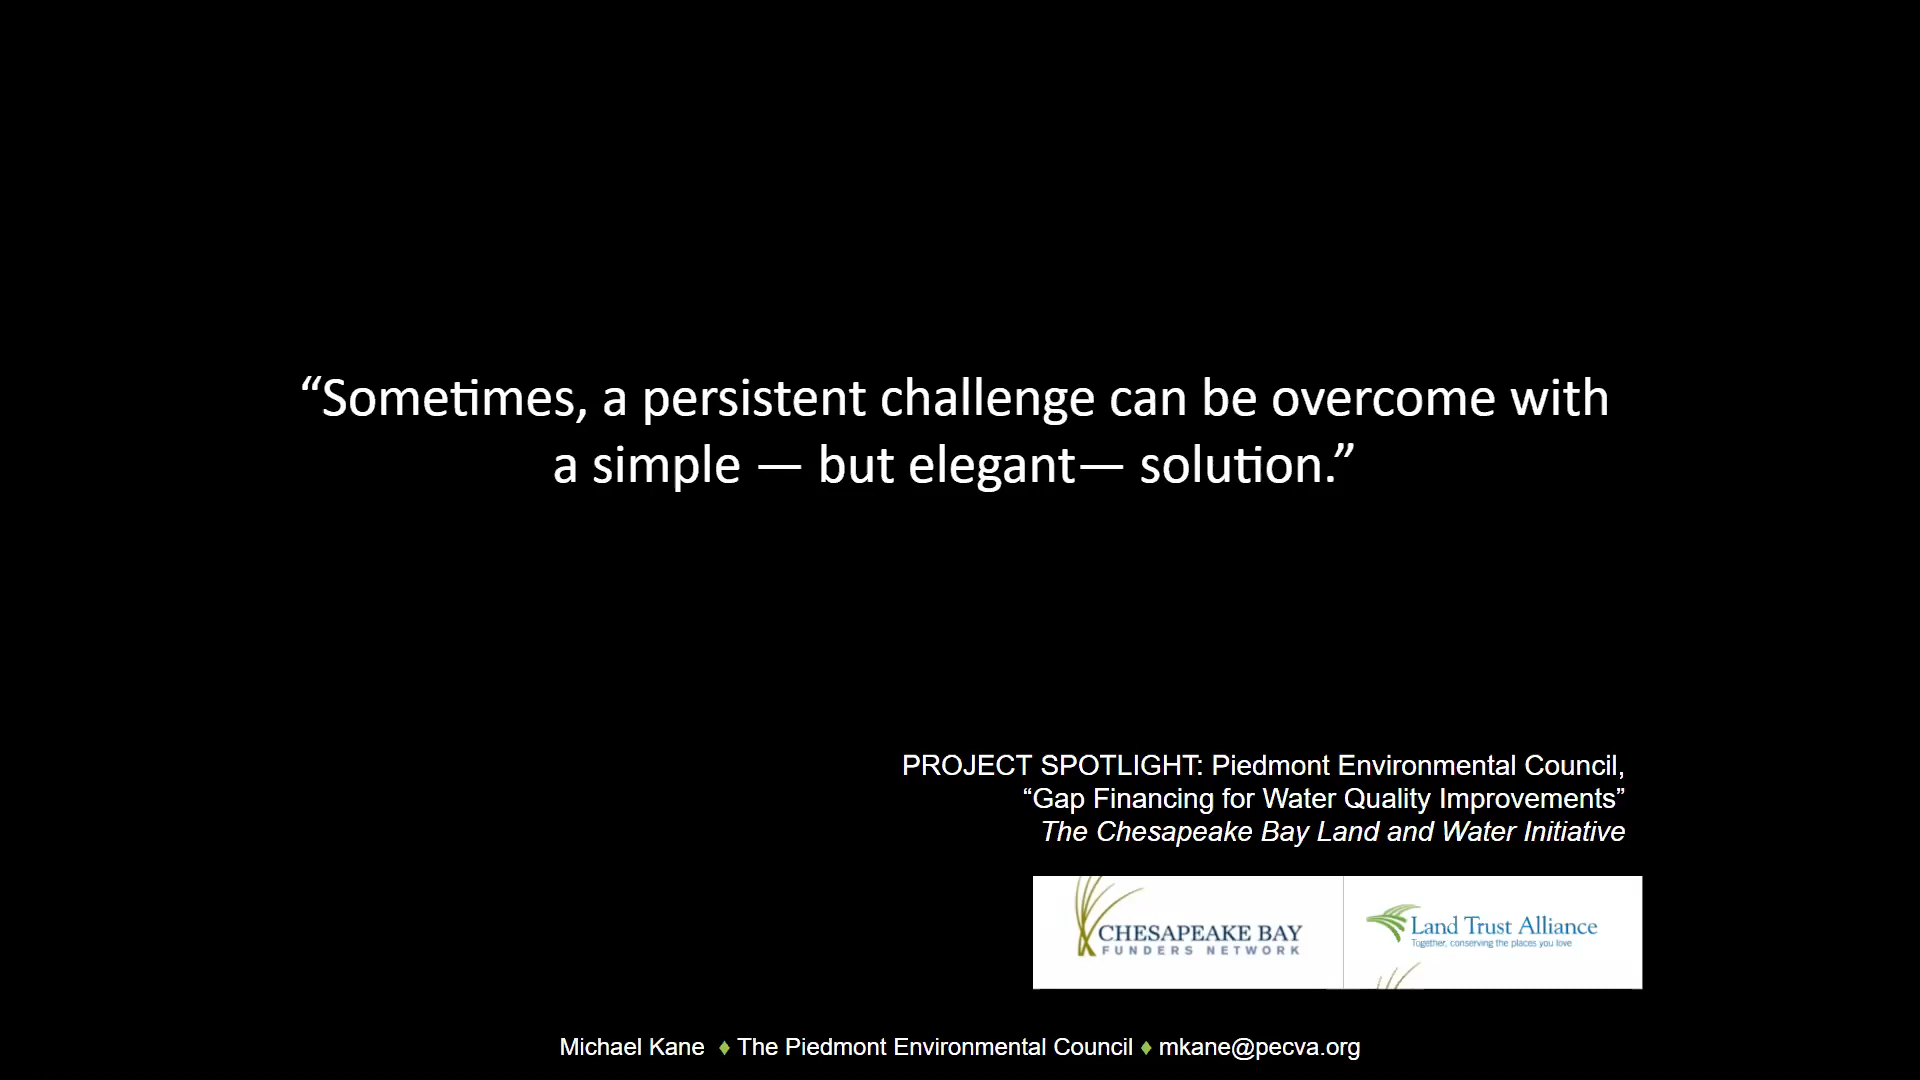 “Sometimes, a persistent challenge can be overcome with
a simple — but elegant— solution.”
PROJECT SPOTLIGHT: Piedmont Environmental Council,
“Gap Financing for Water Quality Improvements”
The Chesapeake Bay Land and Water Initiative
CHESAPEAKE BAY
FUNDERS NETWORK
Land Trust Alliance
Together, conserving the places you love
Michael Kane ♦ The Piedmont Environmental Council ♦ mkane@pecva.org